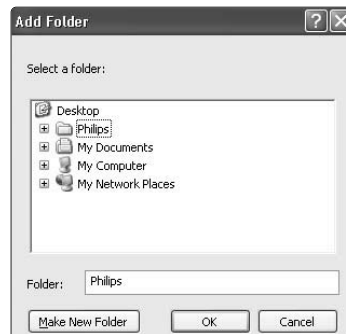 Add Folder
Select a folder:
Desktop
Philips
My Documents
My Computer
My Network Places
Folder: Philips
Make New Folder OK Cancel